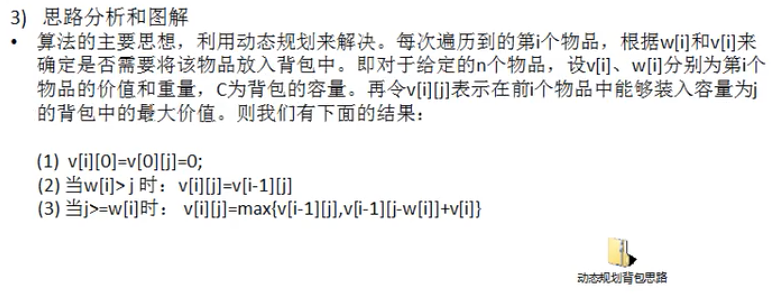 3) 思路分析和图解
• 算法的主要思想，利用动态规划来解决。每次遍历到的第i个物品，根据w[i]和v[i]来
确定是否需要将该物品放入背包中。即对于给定的n个物品，设v[i]、w[i]分别为第i个
物品的价值和重量，C为背包的容量。再令v[i][j]表示在前i个物品中能够装入容量为j
的背包中的最大价值。则我们有下面的结果：
(1) v[i][0]=v[0][j]=0;
(2) 当w[i]> j 时：v[i][j]=v[i-1][j]
(3) 当j>=w[i]时： v[i][j]=max{v[i-1][j],v[i-1][j-w[i]]+v[i]}
动态规划背包思路